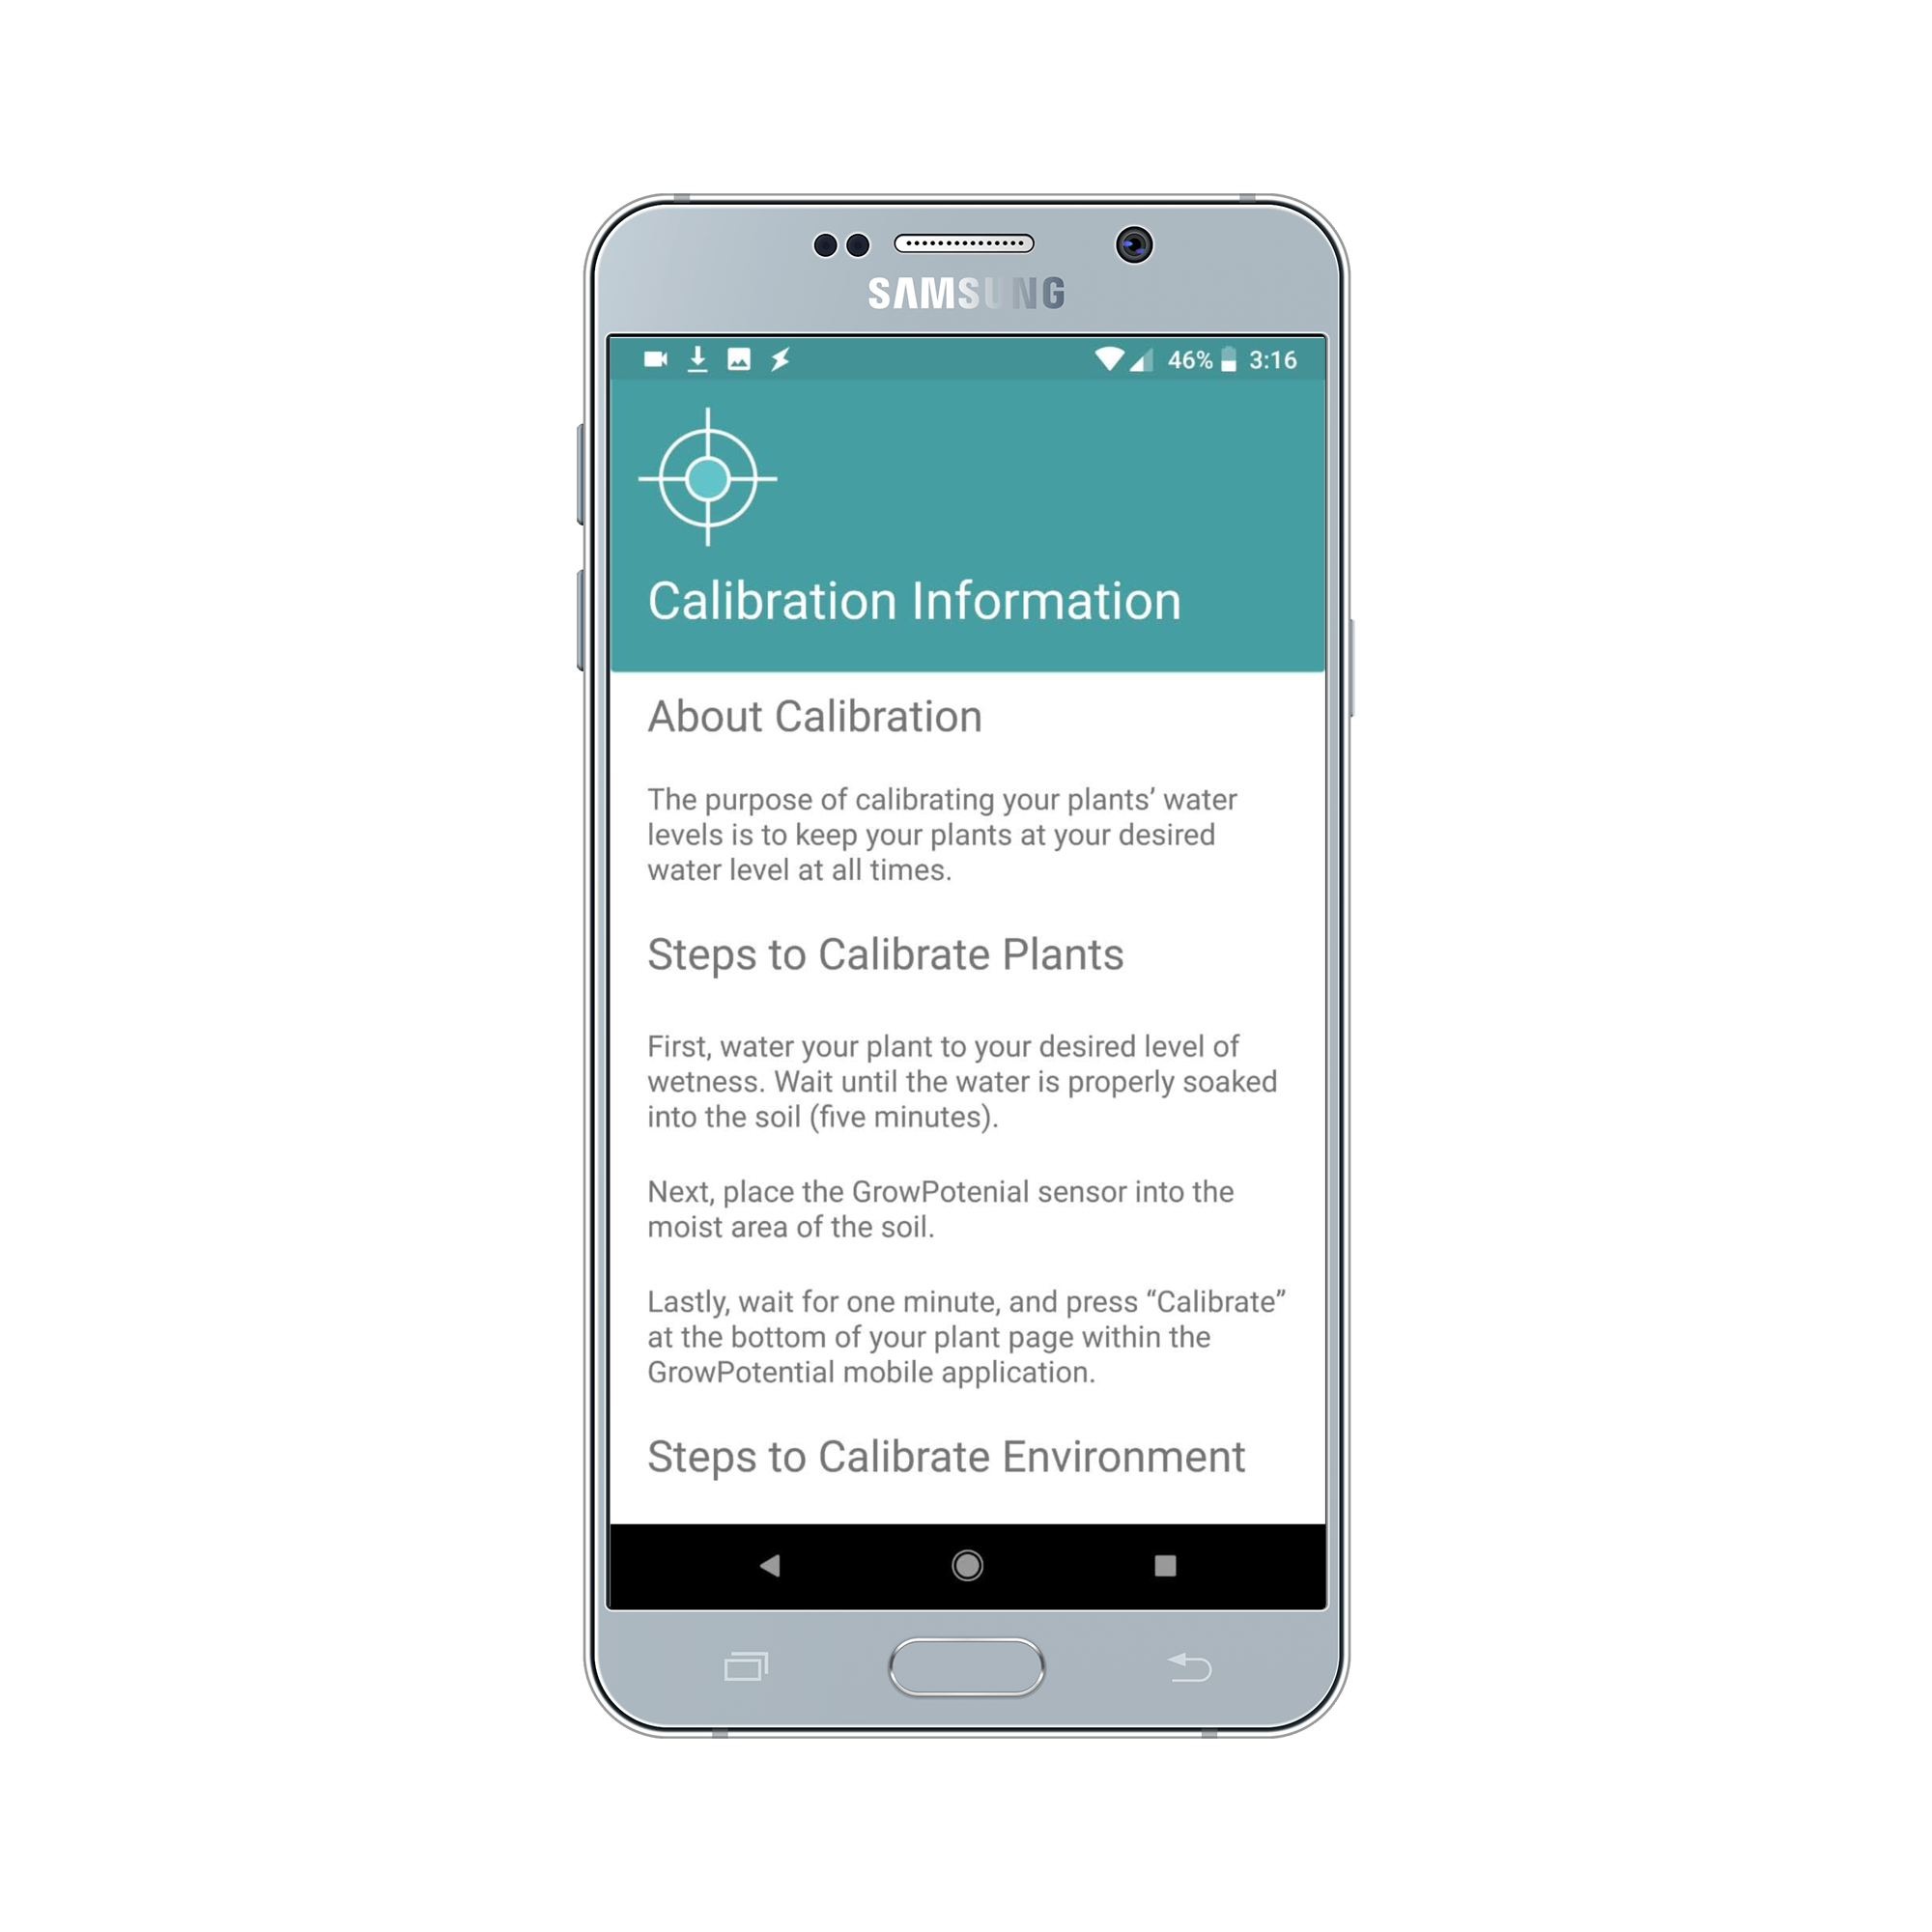 SAMSUNG
46% 3:16
Calibration Information
About Calibration
The purpose of calibrating your plants’ water
levels is to keep your plants at your desired
water level at all times.
Steps to Calibrate Plants
First, water your plant to your desired level of
wetness. Wait until the water is properly soaked
into the soil (five minutes).
Next, place the GrowPotenial sensor into the
moist area of the soil.
Lastly, wait for one minute, and press “Calibrate”
at the bottom of your plant page within the
GrowPotential mobile application.
Steps to Calibrate Environment